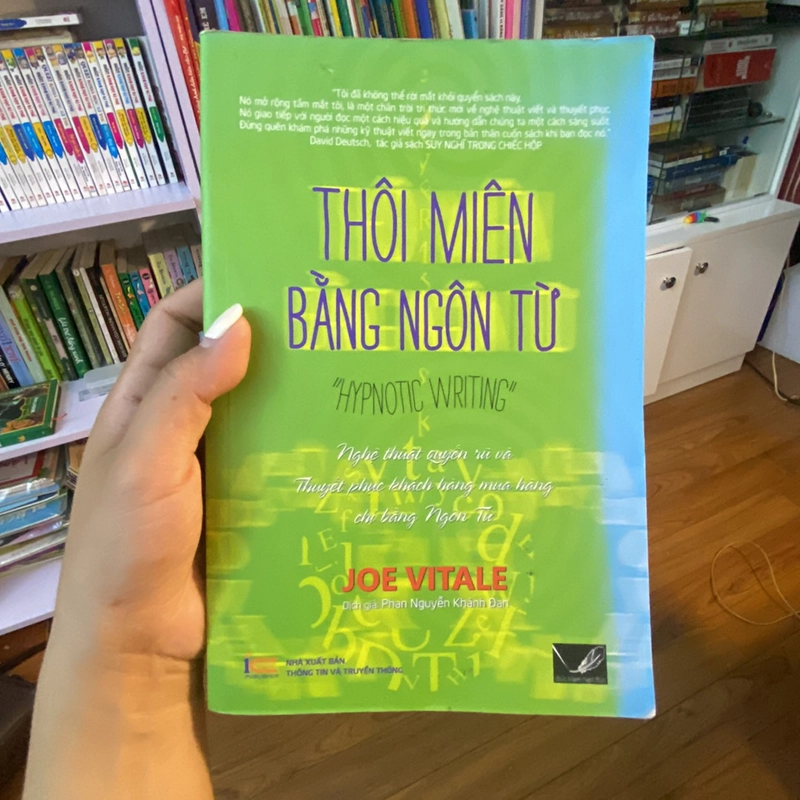 "Tôi đã không thể rời mắt khỏi quyển sách này.
Nó mở rộng tầm mắt tôi, là một chân trời tri thức mới về nghệ thuật viết và thuyết phục.
Nó giao tiếp với người đọc một cách hiệu quả và hướng dẫn chúng ta một cách sáng suốt.
Đừng quên khám phá những kỹ thuật viết ngay trong bản thân cuốn sách khi bạn đọc nó."
David Deutsch, tác giả sách SUY NGHĨ TRONG CHIẾC HỘP
THÔI MIÊN
BẰNG NGÔN TỪ
"HYPNOTIC WRITING"
Nghệ thuật quyến rũ và
Thuyết phục khách hàng mua hàng
chỉ bằng Ngôn Từ
JOE VITALE
Dịch giả: Phan Nguyễn Khánh Đan
NHÀ XUẤT BẢN
THÔNG TIN VÀ TRUYỀN THÔNG